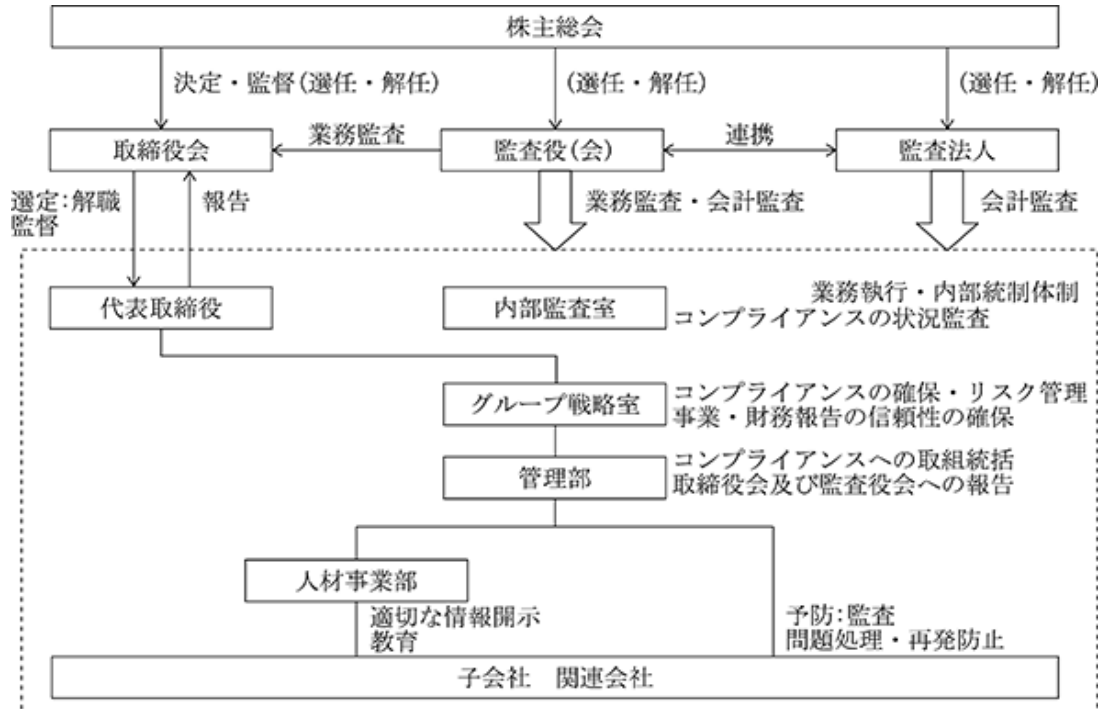 株主総会
決定・監督(選任・解任)
(選任・解任)
(選任・解任)
取締役会
業務監査
監査役(会)
連携
監査法人
選定:解職
監督
報告
業務監査・会計監査
会計監査
代表取締役
内部監査室
業務執行・内部統制体制
コンプライアンスの状況監査
グループ戦略室
コンプライアンスの確保・リスク管理
事業・財務報告の信頼性の確保
管理部
コンプライアンスへの取組統括
取締役会及び監査役会への報告
人材事業部
適切な情報開示
教育
予防:監査
問題処理・再発防止
子会社　関連会社